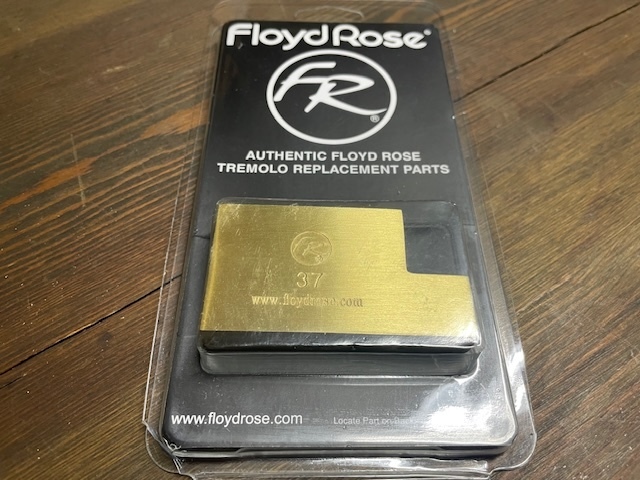 Floyd Rose®
FR
®
AUTHENTIC FLOYD ROSE
TREMOLO REPLACEMENT PARTS
FR
37
www.floydrose.com
www.floydrose.com
Locate Part on